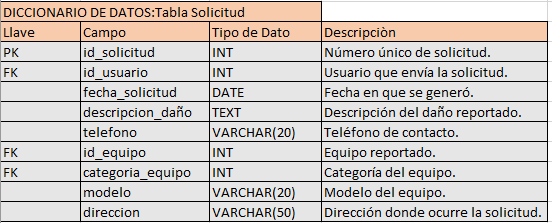 DICCIONARIO DE DATOS:Tabla Solicitud
Llave Campo Tipo de Dato Descripciòn
PK id_solicitud INT Número único de solicitud.
FK id_usuario INT Usuario que envía la solicitud.
fecha_solicitud DATE Fecha en que se generó.
descripcion_daño TEXT Descripción del daño reportado.
telefono VARCHAR(20) Teléfono de contacto.
FK id_equipo INT Equipo reportado.
FK categoria_equipo INT Categoría del equipo.
modelo VARCHAR(20) Modelo del equipo.
direccion VARCHAR(50) Dirección donde ocurre la solicitud.